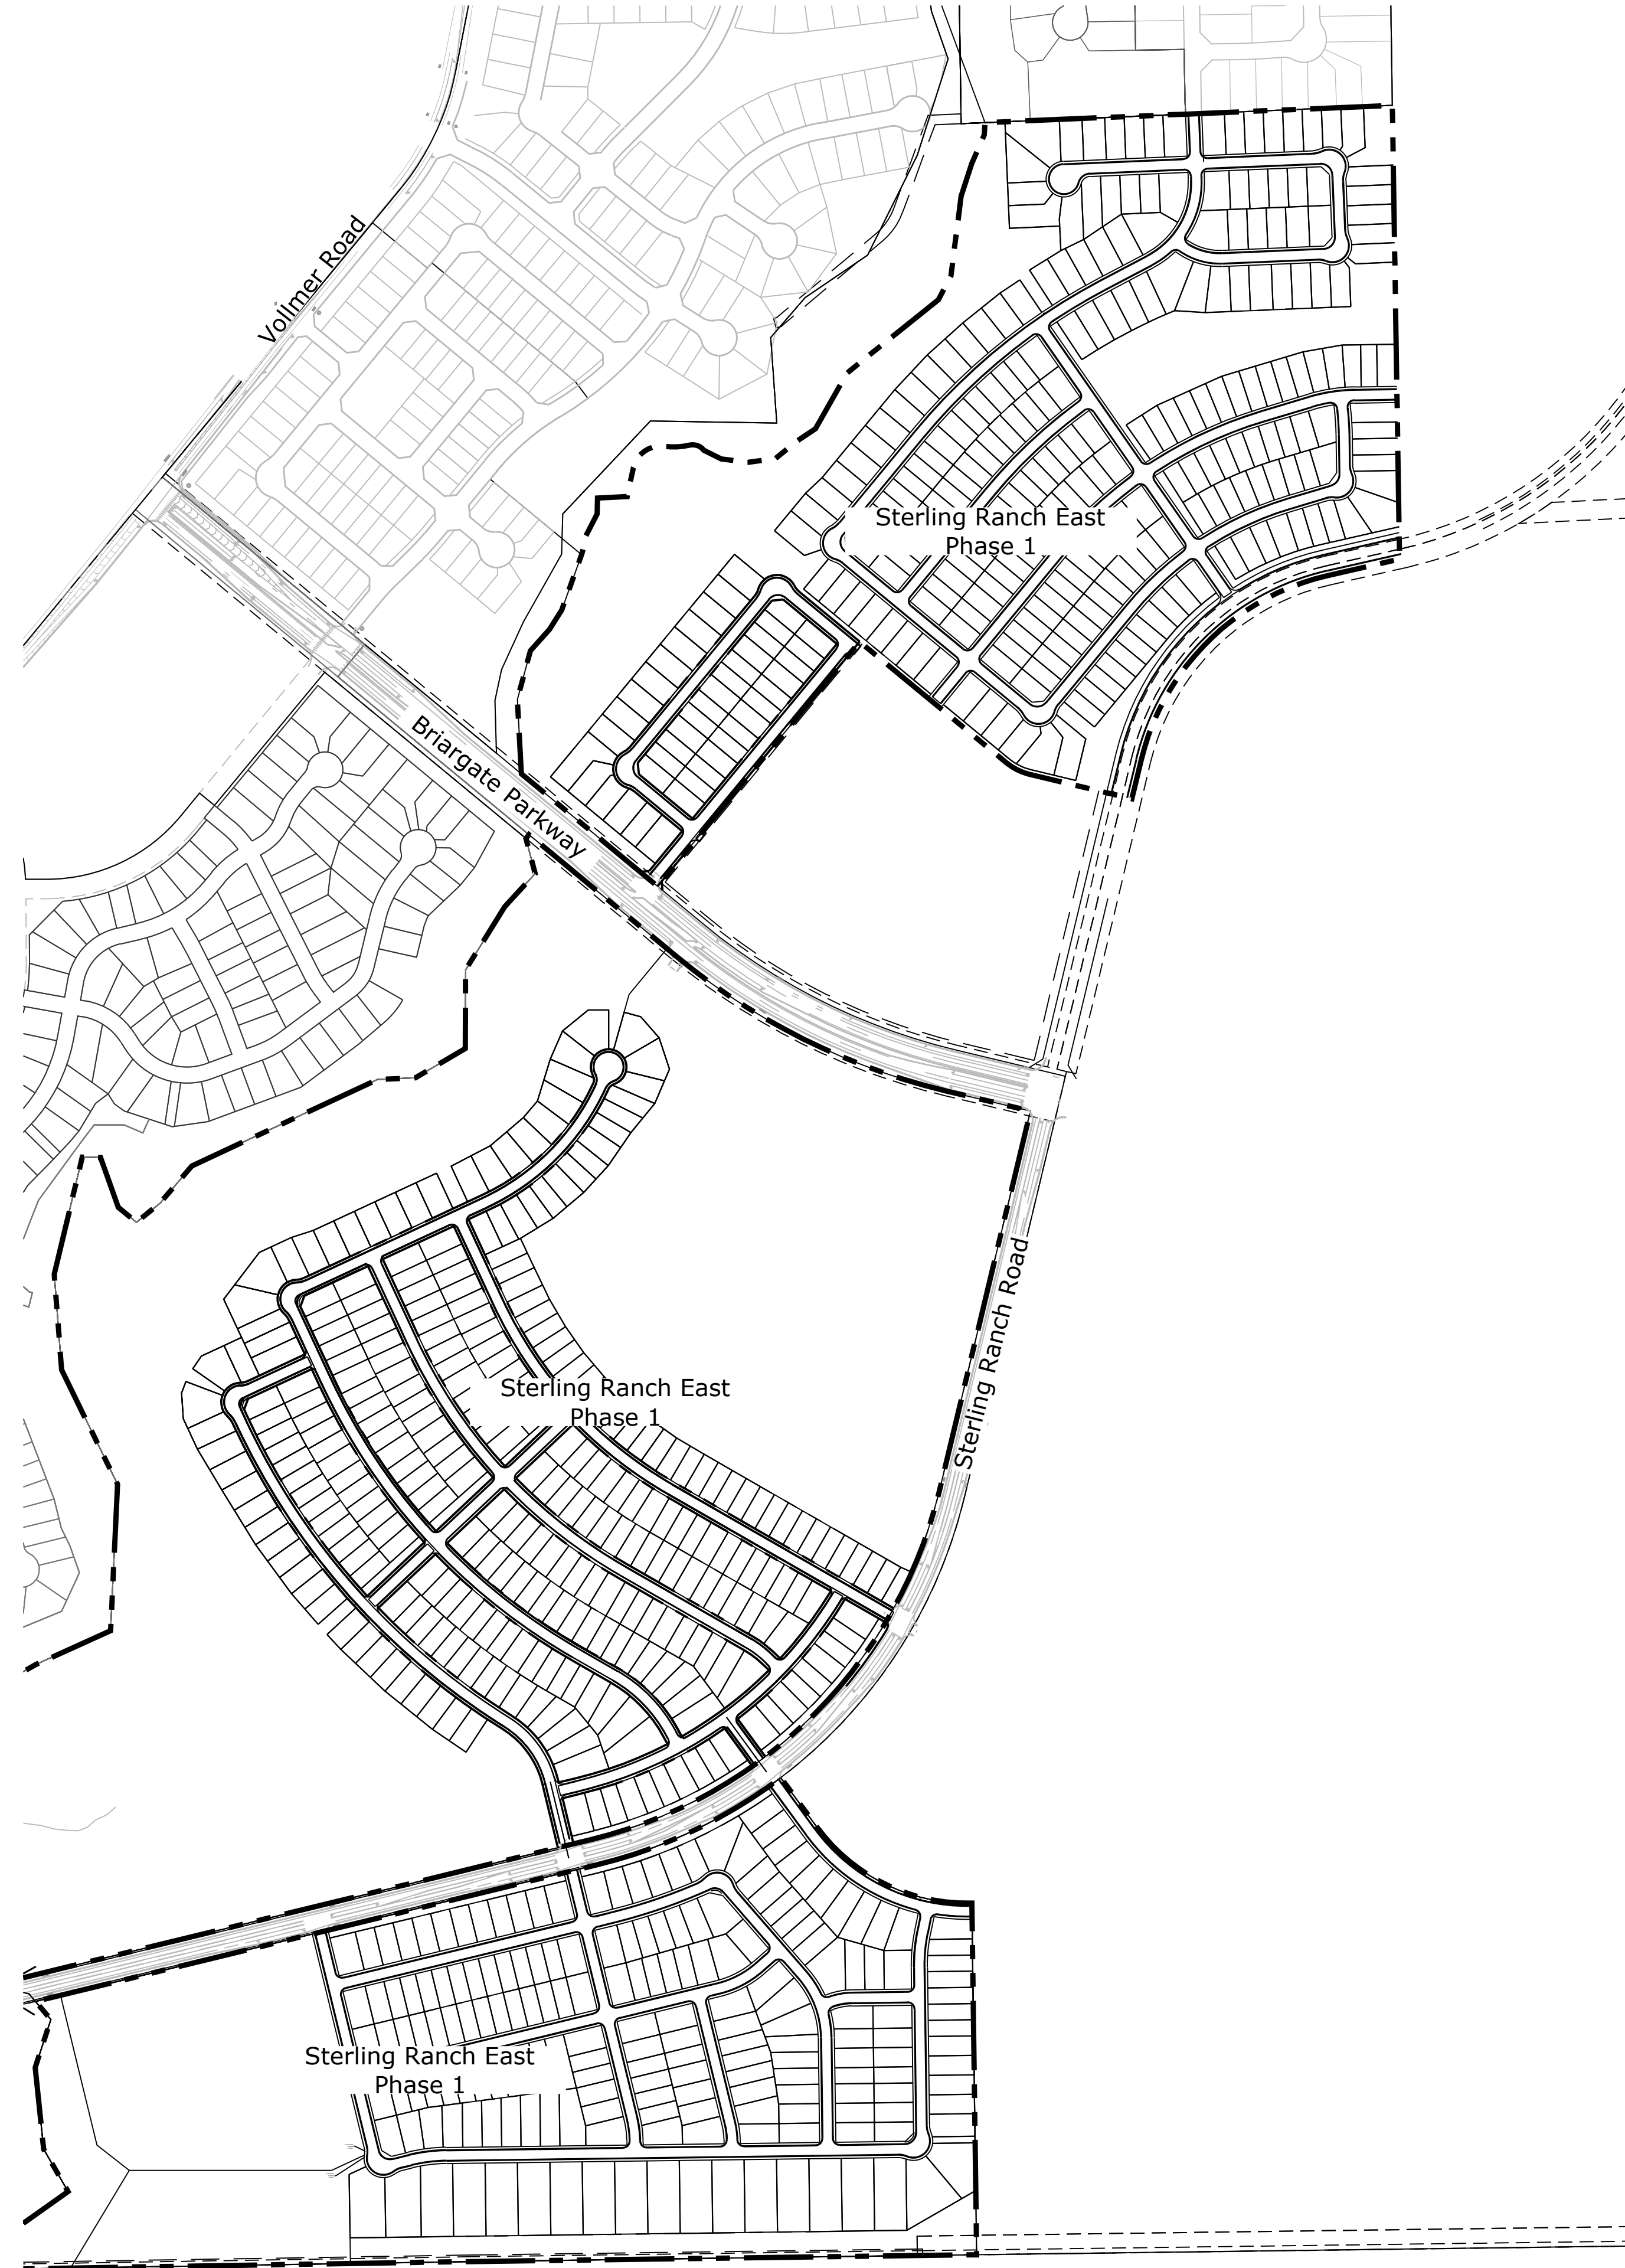 Vollmer Road
Sterling Ranch East
Phase 1
Briargate Parkway
Sterling Ranch Road
Sterling Ranch East
Phase 1
Sterling Ranch East
Phase 1